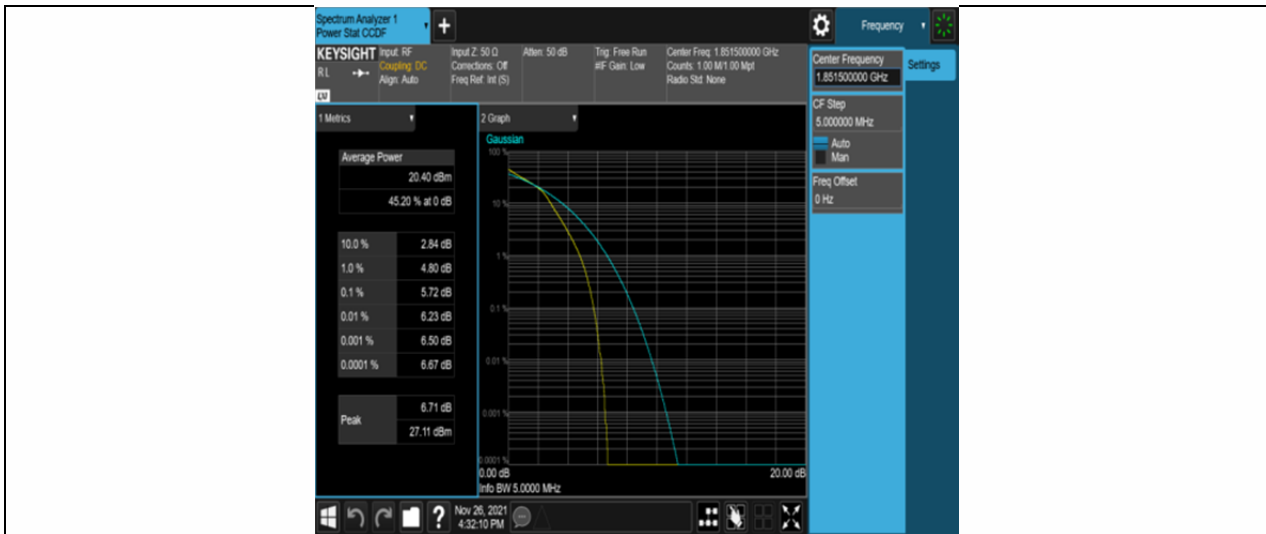 Spectrum Analyzer 1
Power Stat CCDF
+
Frequency
KEYSIGHT
R L
LXI
Input: RF
Coupling: DC
Align: Auto
Input Z: 50 Ω
Corrections: Off
Freq Ref: Int (S)
Atten: 50 dB
Trig: Free Run
#IF Gain: Low
Center Freq: 1.851500000 GHz
Counts: 1.00 M/1.00 Mpt
Radio Std: None
Center Frequency
1.851500000 GHz
Settings
CF Step
5.000000 MHz
Auto
Man
Freq Offset
0 Hz
1 Metrics
Average Power
20.40 dBm
45.20 % at 0 dB
10.0 % 2.84 dB
1.0 % 4.80 dB
0.1 % 5.72 dB
0.01 % 6.23 dB
0.001 % 6.50 dB
0.0001 % 6.67 dB
Peak
6.71 dB
27.11 dBm
2 Graph
Gaussian
100 %
10 %
1 %
0.1 %
0.01 %
0.001 %
0.0001 %
0.00 dB 20.00 dB
Info BW 5.0000 MHz
?
Nov 26, 2021
4:32:10 PM